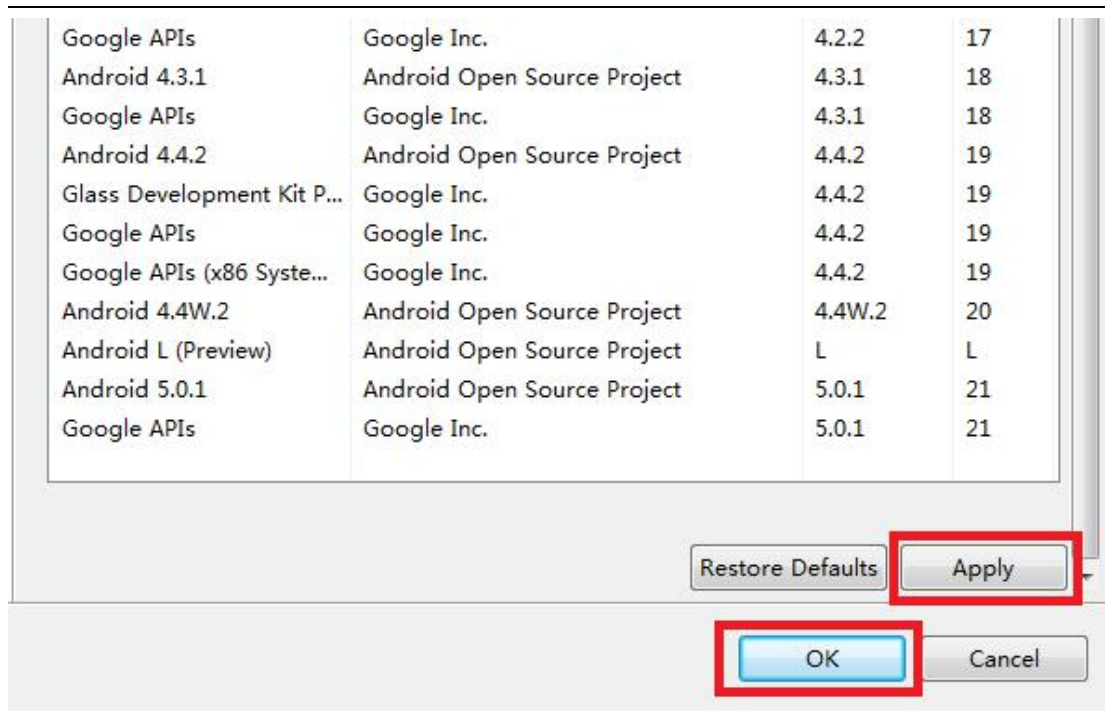 Google APIs Google Inc. 4.2.2 17
Android 4.3.1 Android Open Source Project 4.3.1 18
Google APIs Google Inc. 4.3.1 18
Android 4.4.2 Android Open Source Project 4.4.2 19
Glass Development Kit P... Google Inc. 4.4.2 19
Google APIs Google Inc. 4.4.2 19
Google APIs (x86 Syste... Google Inc. 4.4.2 19
Android 4.4W.2 Android Open Source Project 4.4W.2 20
Android L (Preview) Android Open Source Project L L
Android 5.0.1 Android Open Source Project 5.0.1 21
Google APIs Google Inc. 5.0.1 21
Restore Defaults Apply
OK Cancel